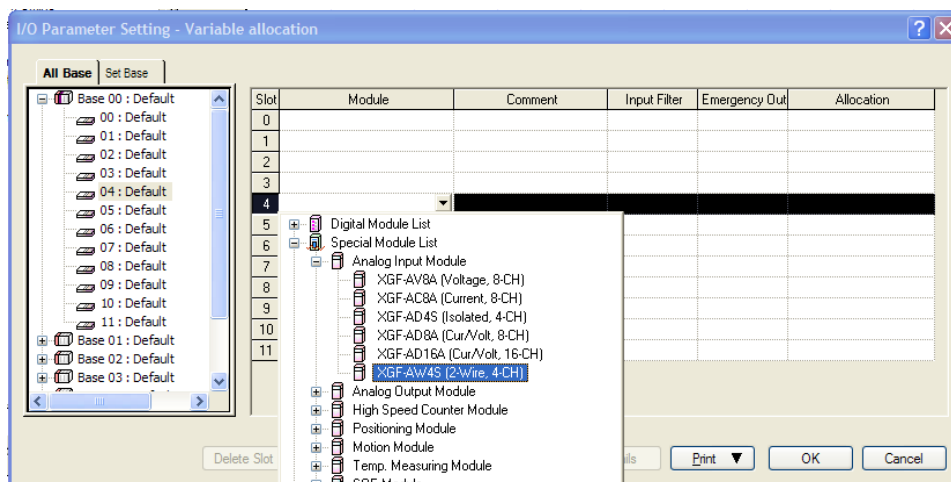 I/O Parameter Setting - Variable allocation
All Base Set Base
Base 00 : Default
00 : Default
01 : Default
02 : Default
03 : Default
04 : Default
05 : Default
06 : Default
07 : Default
08 : Default
09 : Default
10 : Default
11 : Default
Base 01 : Default
Base 02 : Default
Base 03 : Default
Slot Module Comment Input Filter Emergency Out Allocation
0
1
2
3
4
5
6
7
8
9
10
11
Digital Module List
Special Module List
Analog Input Module
XGF-AV8A (Voltage, 8-CH)
XGF-AC8A (Current, 8-CH)
XGF-AD4S (Isolated, 4-CH)
XGF-AD8A (Cur/Volt, 8-CH)
XGF-AD16A (Cur/Volt, 16-CH)
XGF-AW4S (2-Wire, 4-CH)
Analog Output Module
High Speed Counter Module
Positioning Module
Motion Module
Temp. Measuring Module
Delete Slot Print OK Cancel